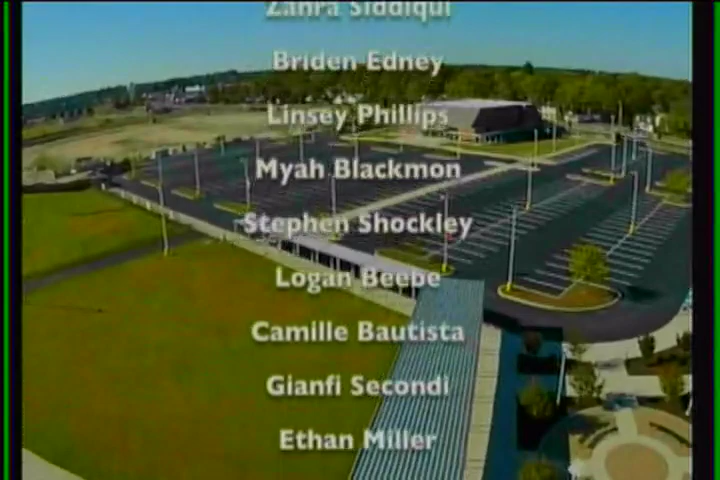 Zahra Siddiqui
Briden Edney
Linsey Phillips
Myah Blackmon
Stephen Shockley
Logan Beebe
Camille Bautista
Gianfi Secondi
Ethan Miller